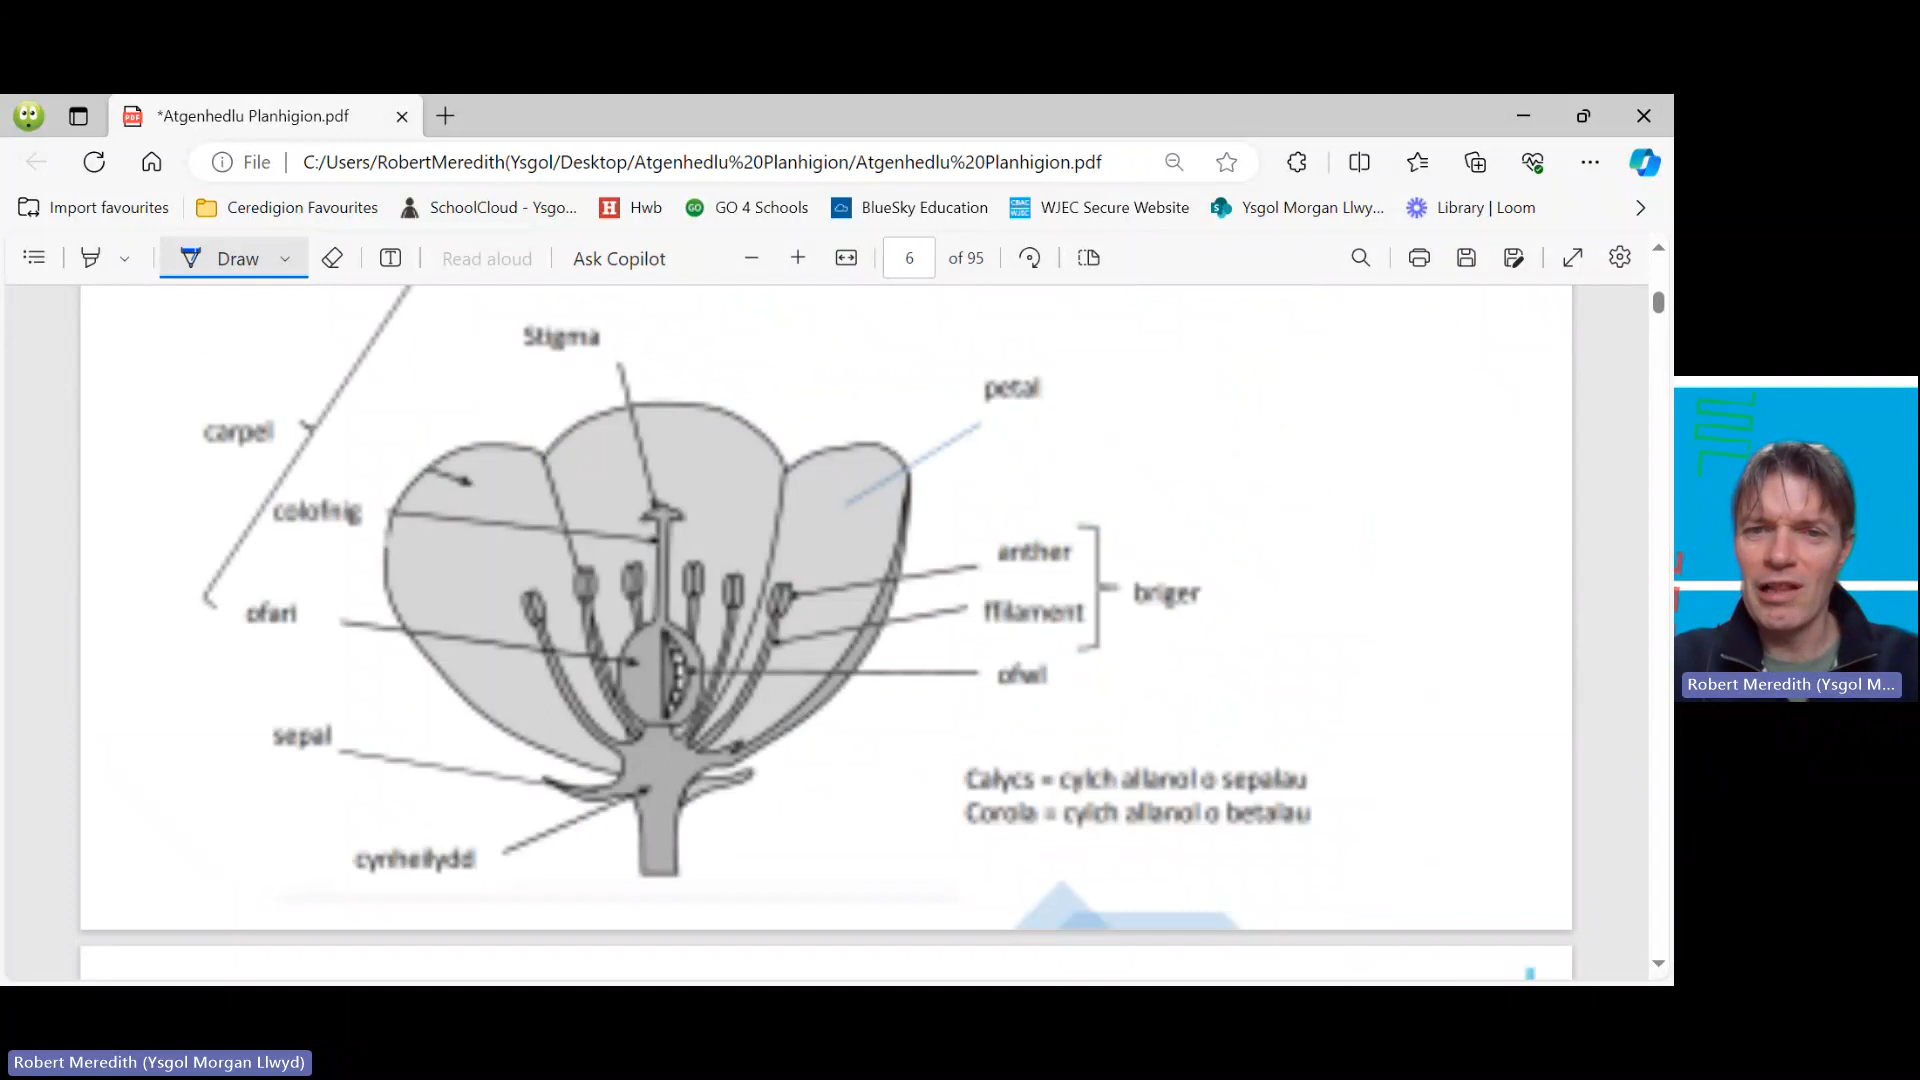 *Atgenhedlu Planhigion.pdf
File
C:/Users/RobertMeredith(Ysgol/Desktop/Atgenhedlu%20Planhigion/Atgenhedlu%20Planhigion.pdf
Import favourites
Ceredigion Favourites
SchoolCloud - Ysgo...
Hwb
GO 4 Schools
BlueSky Education
WJEC Secure Website
Ysgol Morgan Llwy...
Library | Loom
Draw
Read aloud
Ask Copilot
6
of 95
Stigma
petal
carpel
colofnig
anther
ofari
ffilament
briger
ofwl
sepal
Calycs = cylch allanol o sepalau
Corola = cylch allanol o betalau
cynheilydd
Robert Meredith (Ysgol M...
Robert Meredith (Ysgol Morgan Llwyd)